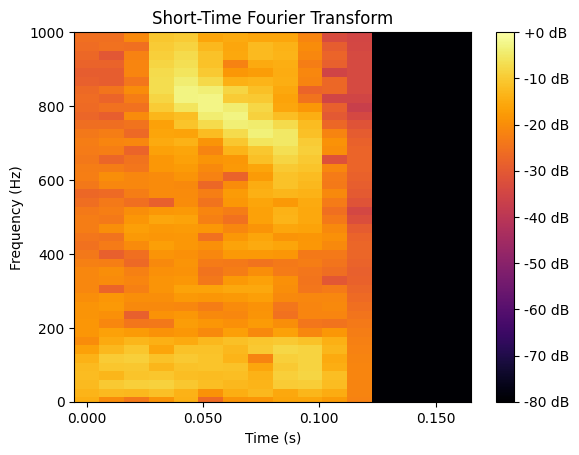 Short-Time Fourier Transform
Frequency (Hz)
1000
800
600
400
200
0
0.000
0.050
0.100
0.150
Time (s)
+0 dB
-10 dB
-20 dB
-30 dB
-40 dB
-50 dB
-60 dB
-70 dB
-80 dB